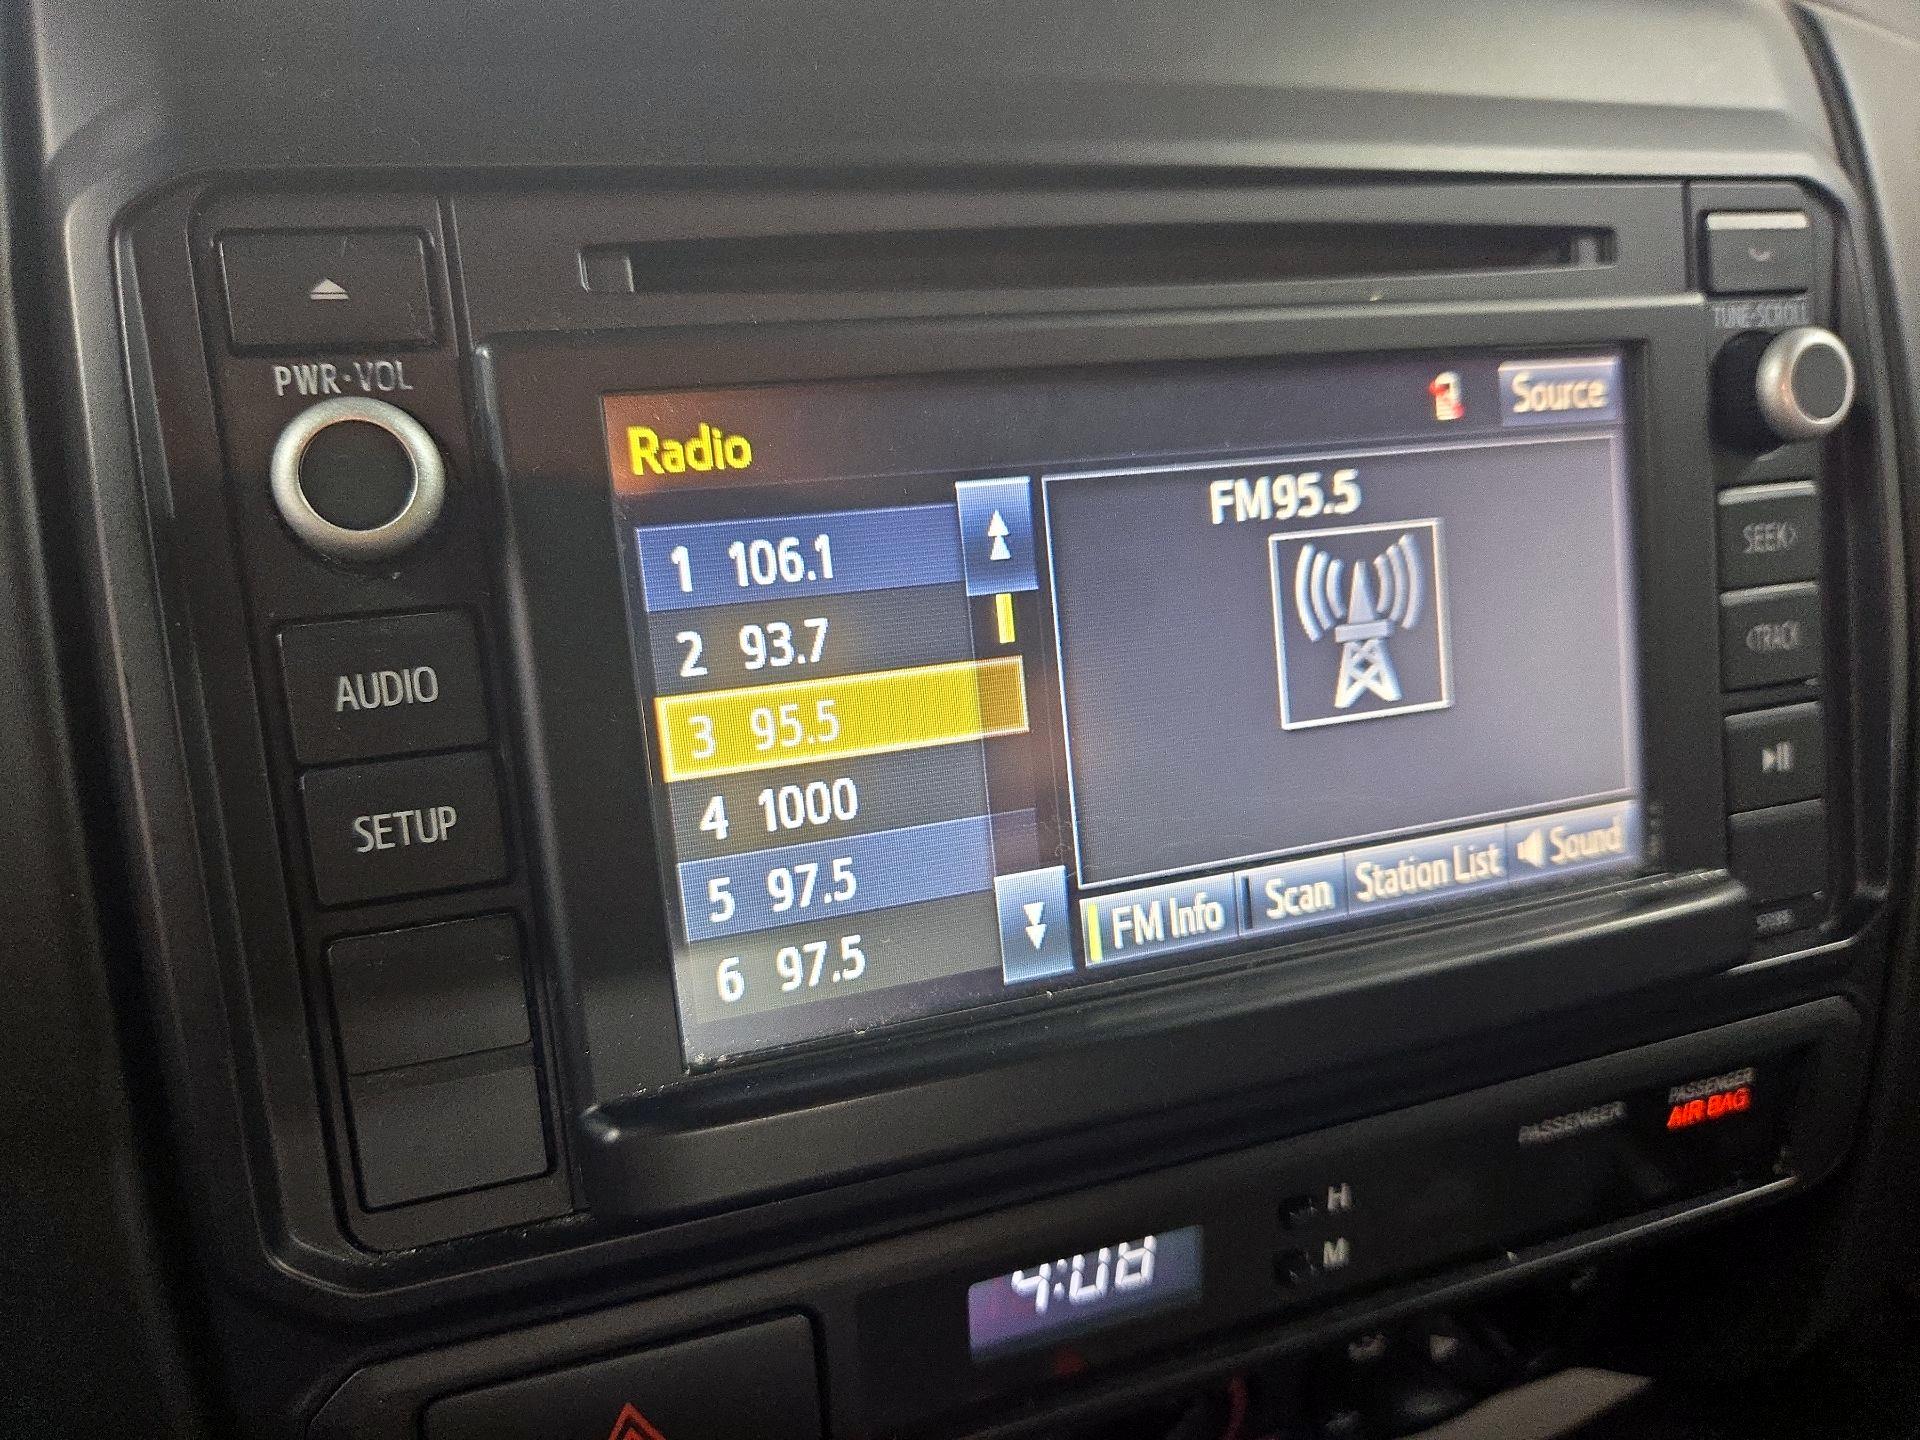 PWR·VOL
AUDIO
SETUP
TUNE·SCROLL
SEEK>
<TRACK
Radio
Source
1 106.1
2 93.7
3 95.5
4 1000
5 97.5
6 97.5
FM95.5
FM Info
Scan
Station List
Sound
PASSENGER
PASSENGER
AIR BAG
H
M
4:08